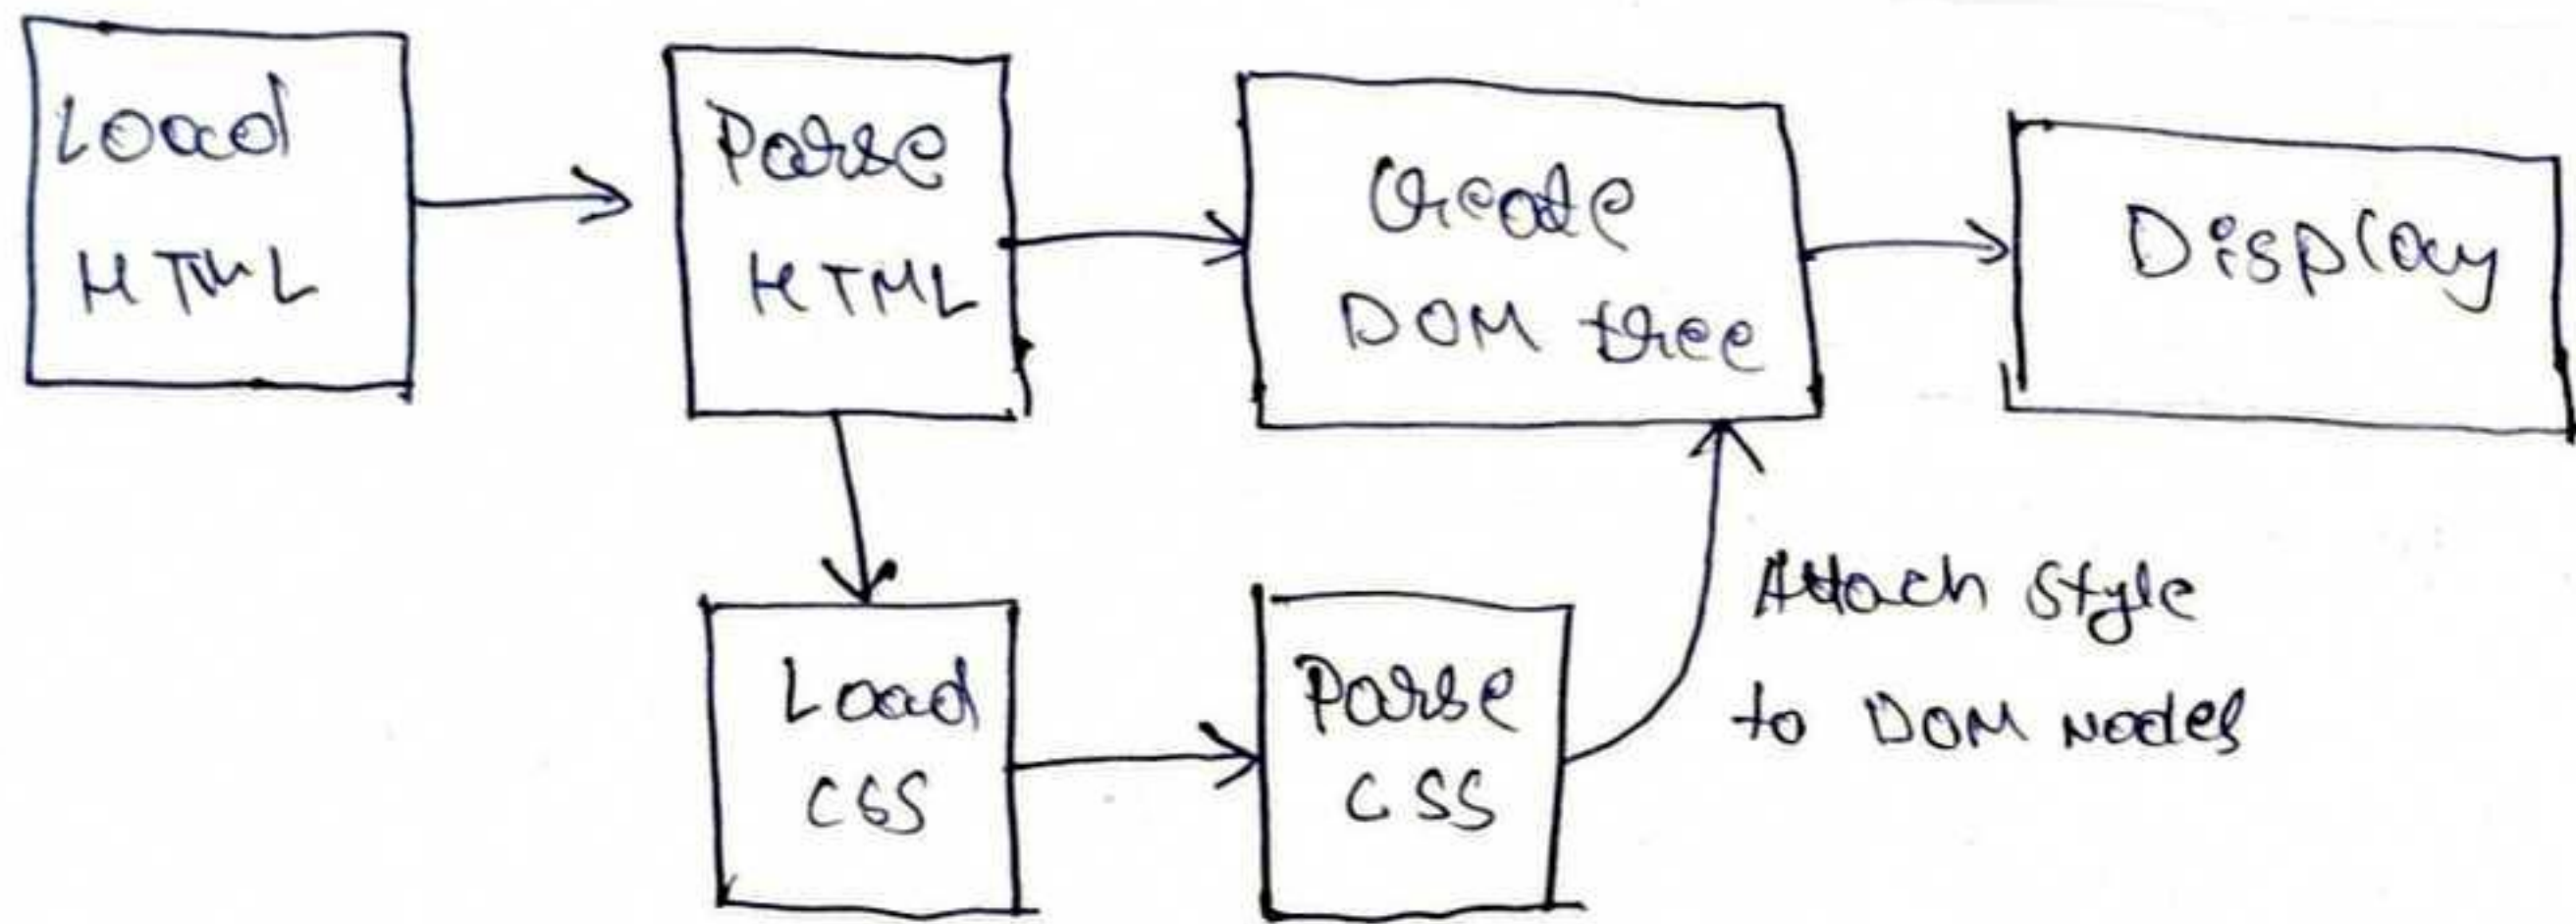 Load
HTML
Parse
HTML
Create
DOM tree
Display
Load
CSS
Parse
CSS
Attach Style
to DOM Nodes